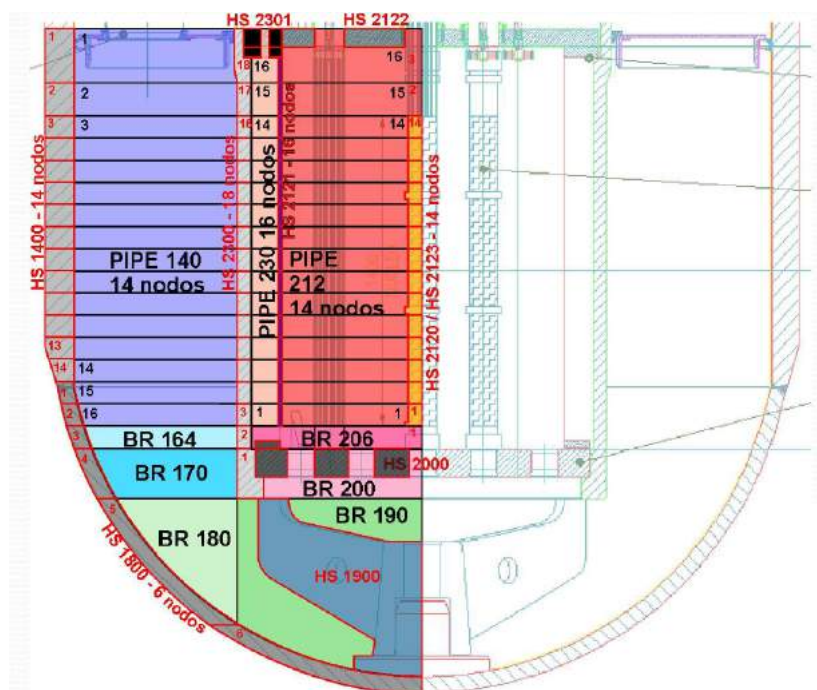 HS 2301 HS 2122
1 1
18 16 16 3
2 2 17 15 15 2
3 3 16 14 14 14
HS 1400 - 14 nodos
HS 2300 - 18 nodos
PIPE 230 16 nodos
HS 2121 - 16 nodos
HS 2120 / HS 2123 - 14 nodos
PIPE 140
14 nodos
PIPE
212
14 nodos
13
14 14
1 15
2 16 3 1 1 1
3 BR 164 2 BR 206 1
4 BR 170 1 HS 2000
BR 200
5 BR 190
BR 180
HS 1900
HS 1800 - 6 nodos
6